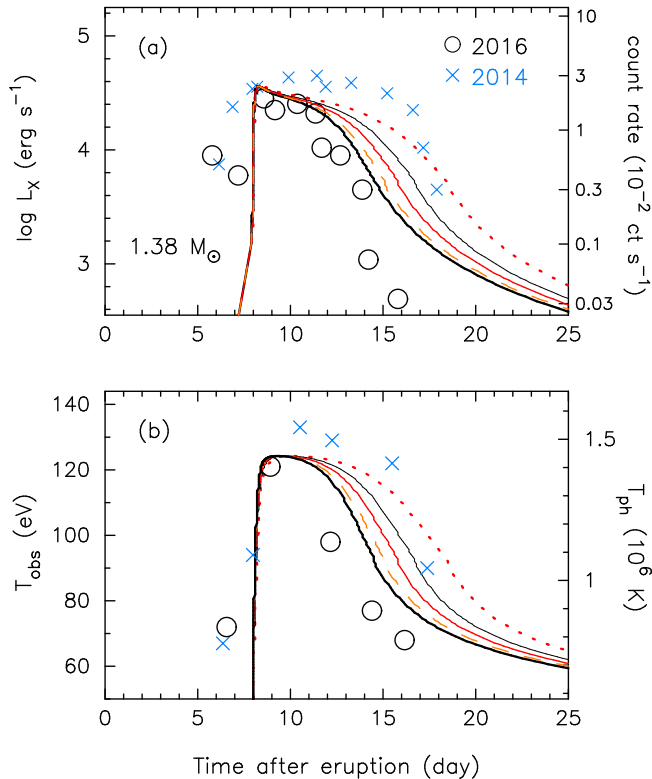 (a)
2016
2014
1.38 M☉
log L_X (erg s⁻¹)
5
4
3
10
3
1
0.3
0.1
0.03
count rate (10⁻² ct s⁻¹)
0 5 10 15 20 25
(b)
T_obs (eV)
140
120
100
80
60
1.5
1
T_ph (10⁶ K)
0 5 10 15 20 25
Time after eruption (day)